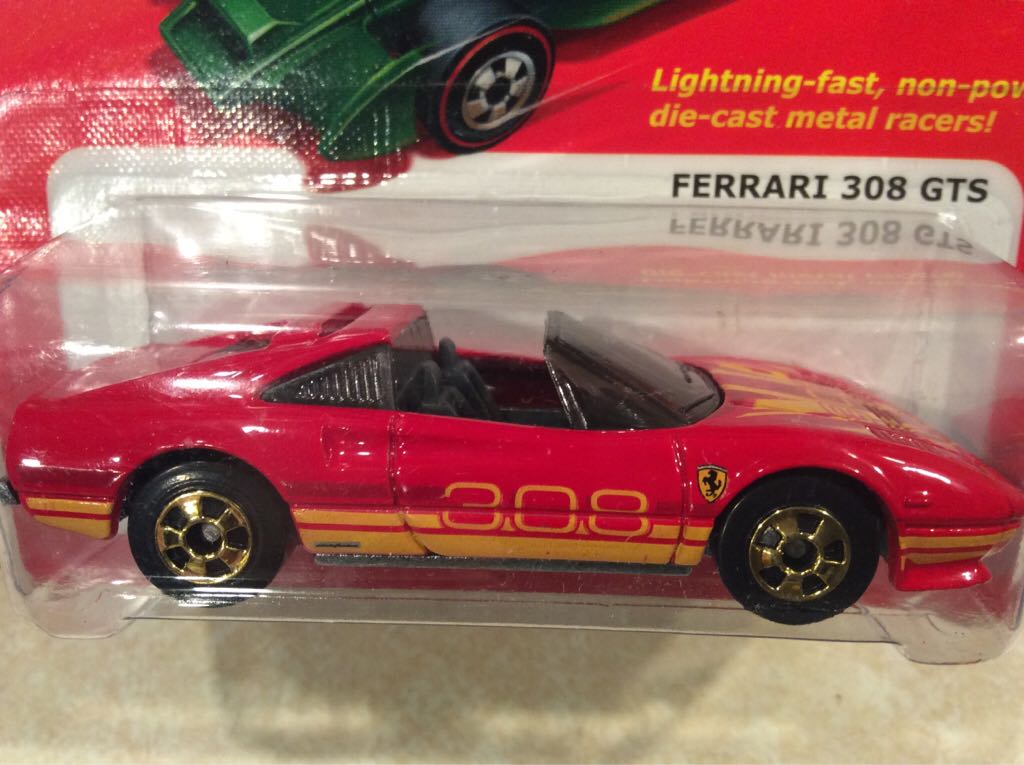 Lightning-fast, non-pow
die-cast metal racers!
FERRARI 308 GTS
308